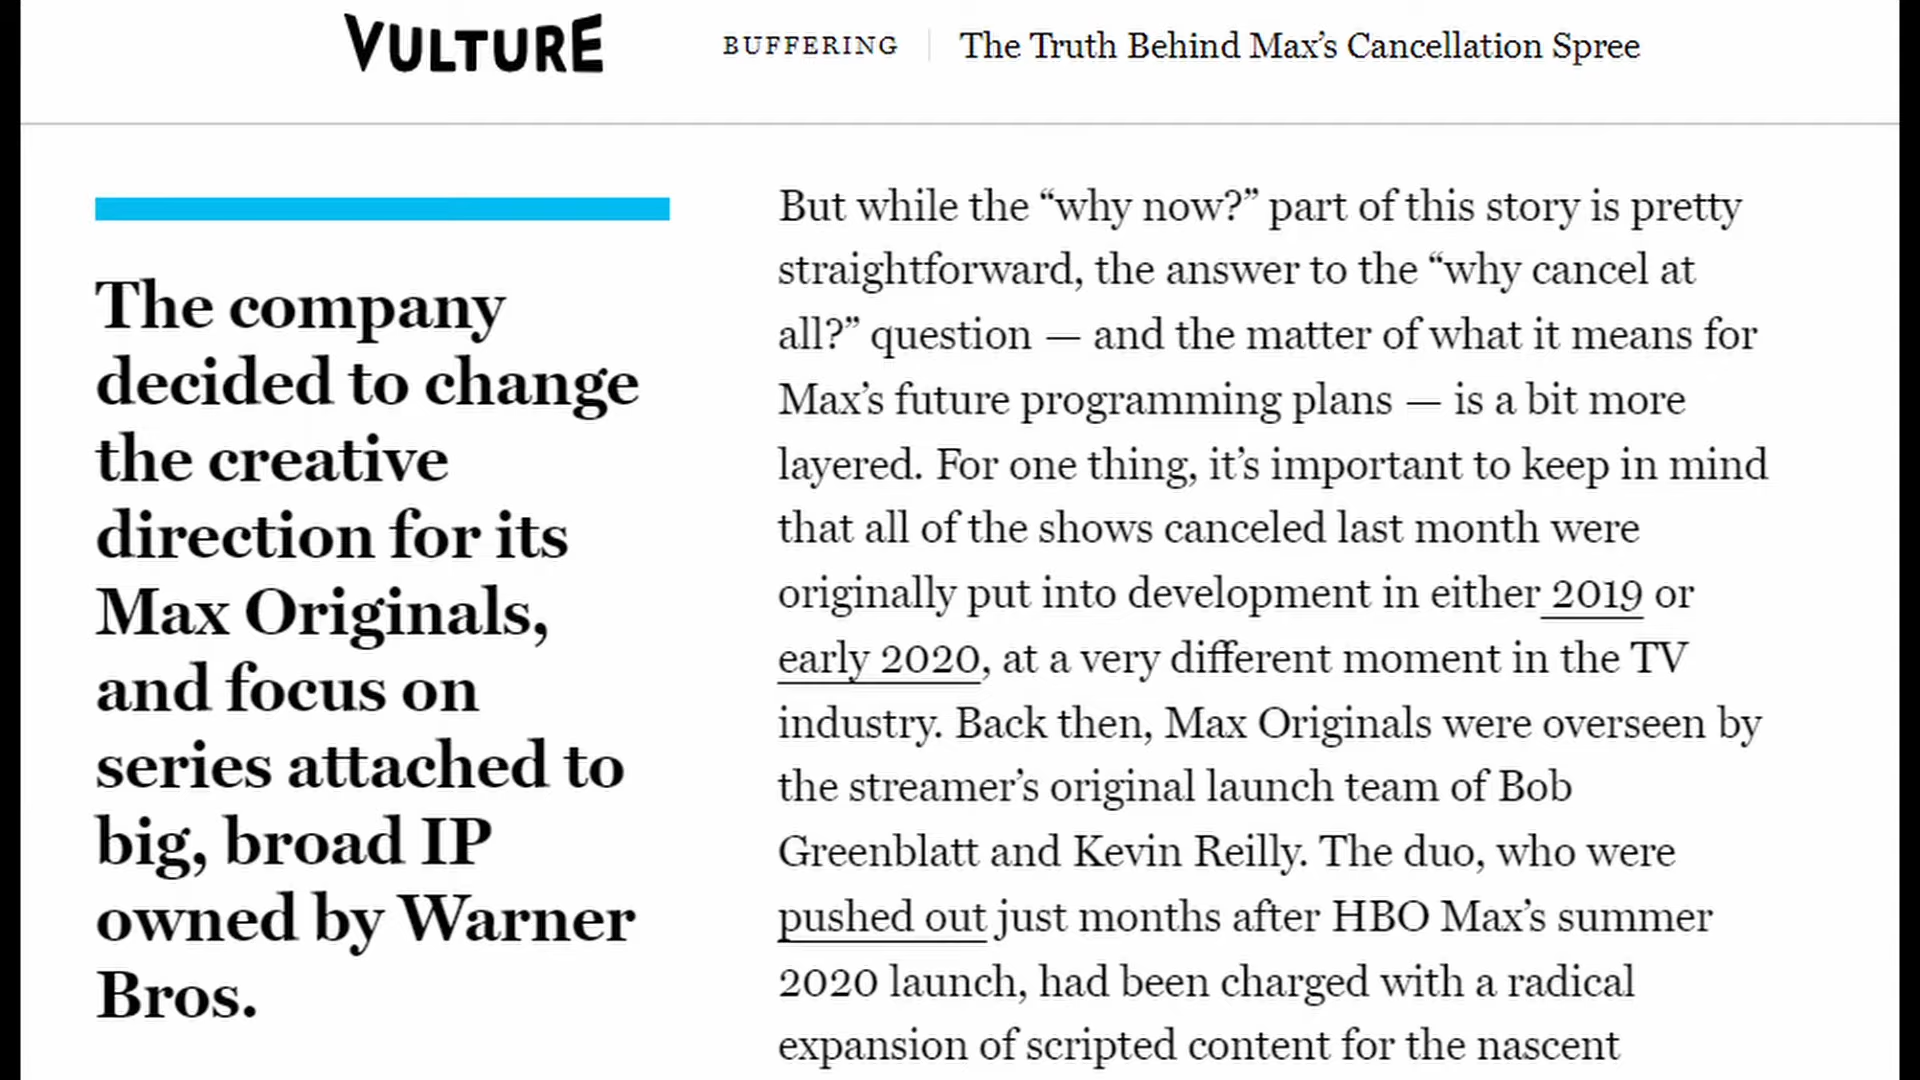 VULTURE
BUFFERING
The Truth Behind Max’s Cancellation Spree
The company
decided to change
the creative
direction for its
Max Originals,
and focus on
series attached to
big, broad IP
owned by Warner
Bros.
But while the “why now?” part of this story is pretty
straightforward, the answer to the “why cancel at
all?” question — and the matter of what it means for
Max’s future programming plans — is a bit more
layered. For one thing, it’s important to keep in mind
that all of the shows canceled last month were
originally put into development in either 2019 or
early 2020, at a very different moment in the TV
industry. Back then, Max Originals were overseen by
the streamer’s original launch team of Bob
Greenblatt and Kevin Reilly. The duo, who were
pushed out just months after HBO Max’s summer
2020 launch, had been charged with a radical
expansion of scripted content for the nascent